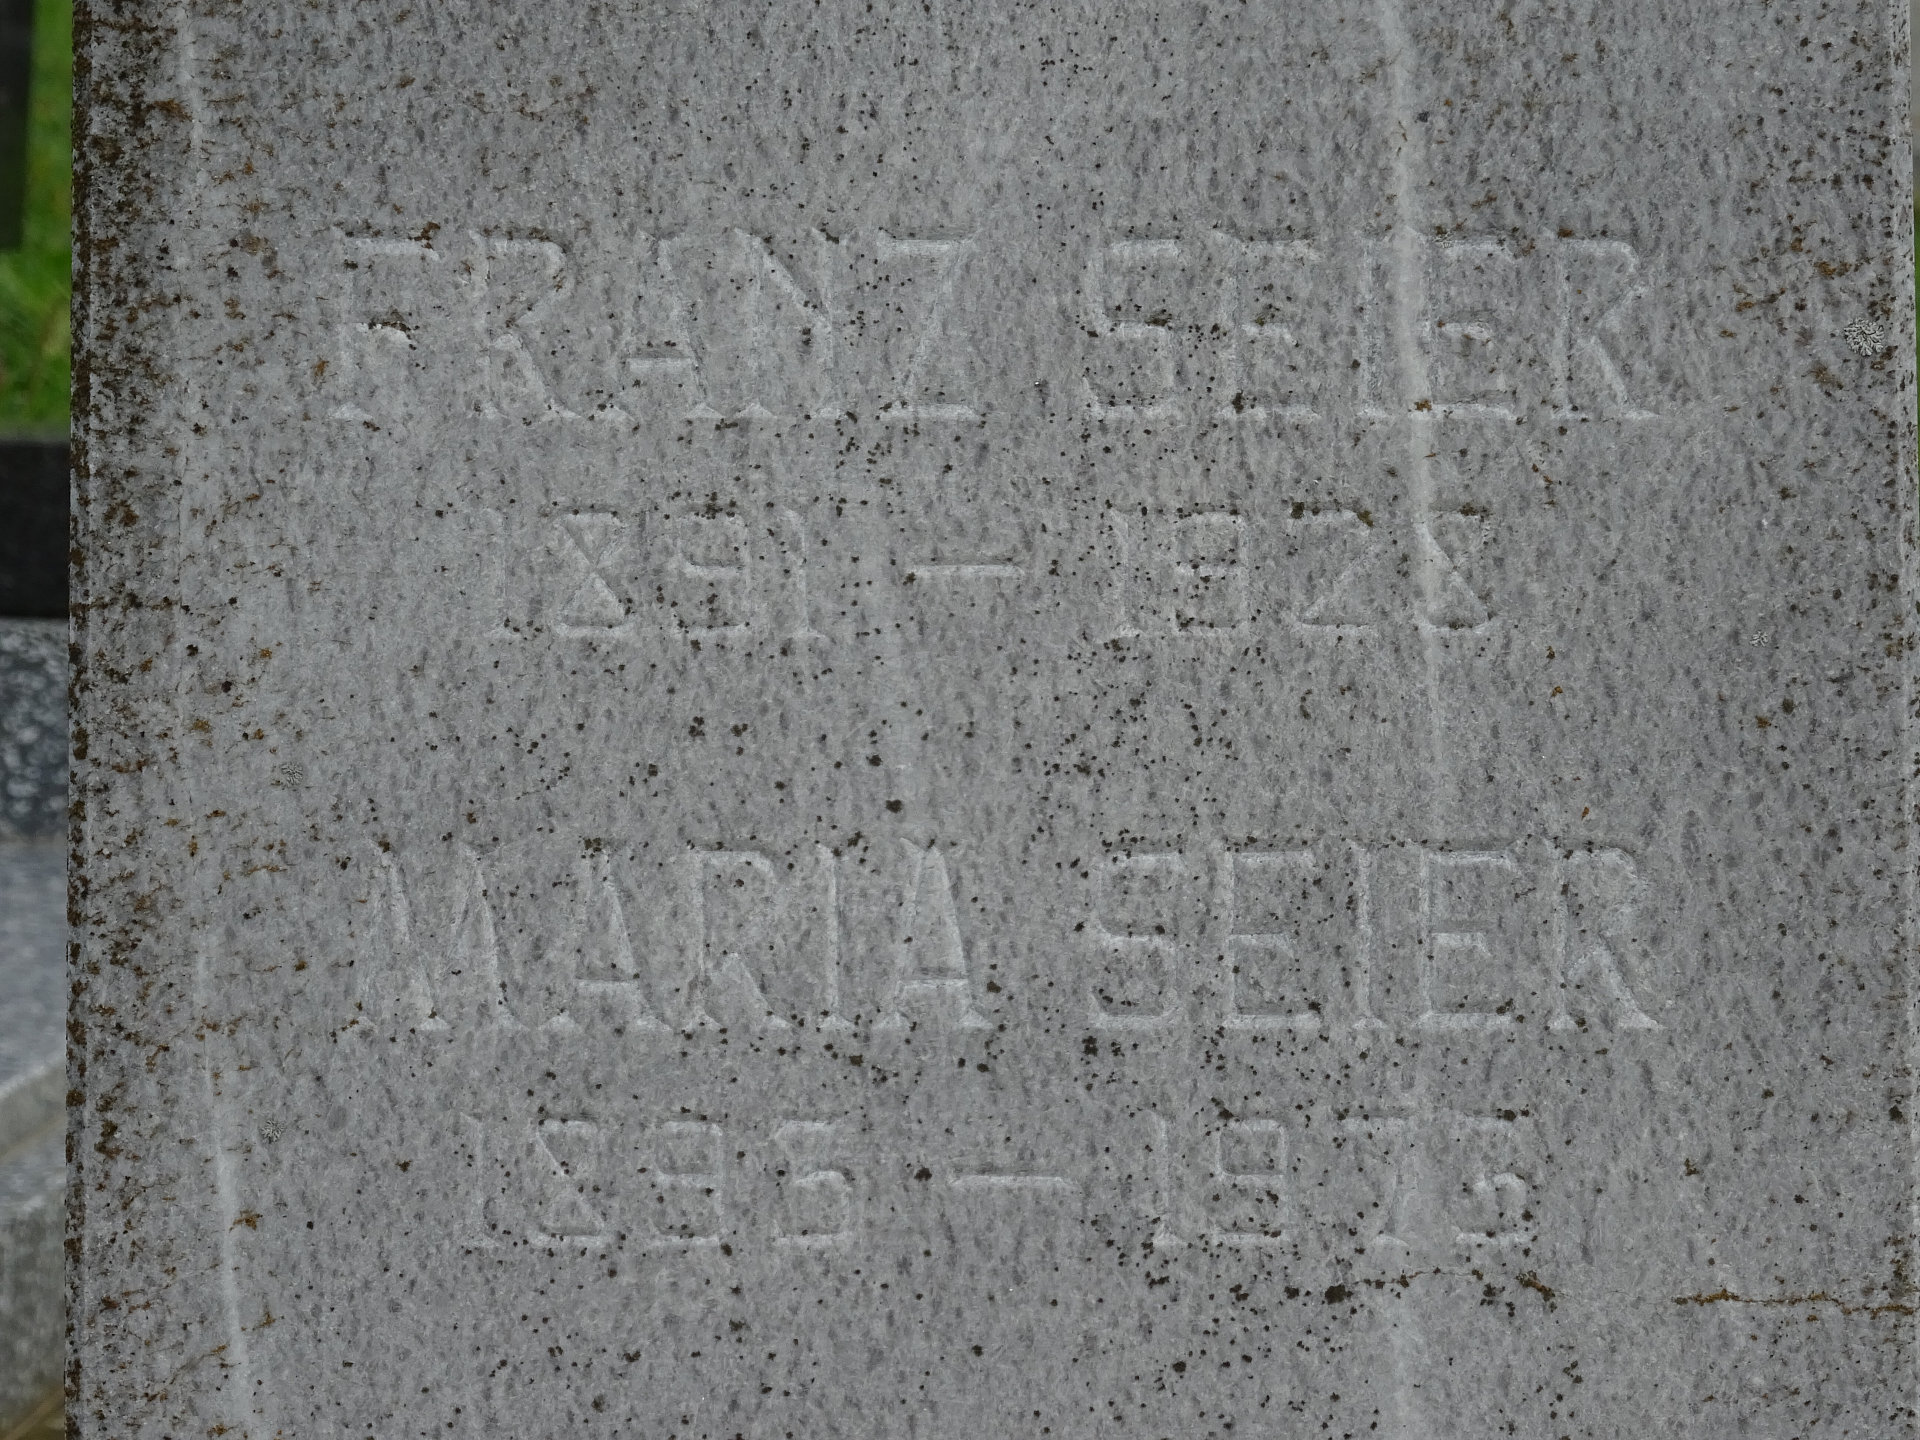 FRANZ SEIER
1891 — 1928
MARIA SEIER
1896 — 1975